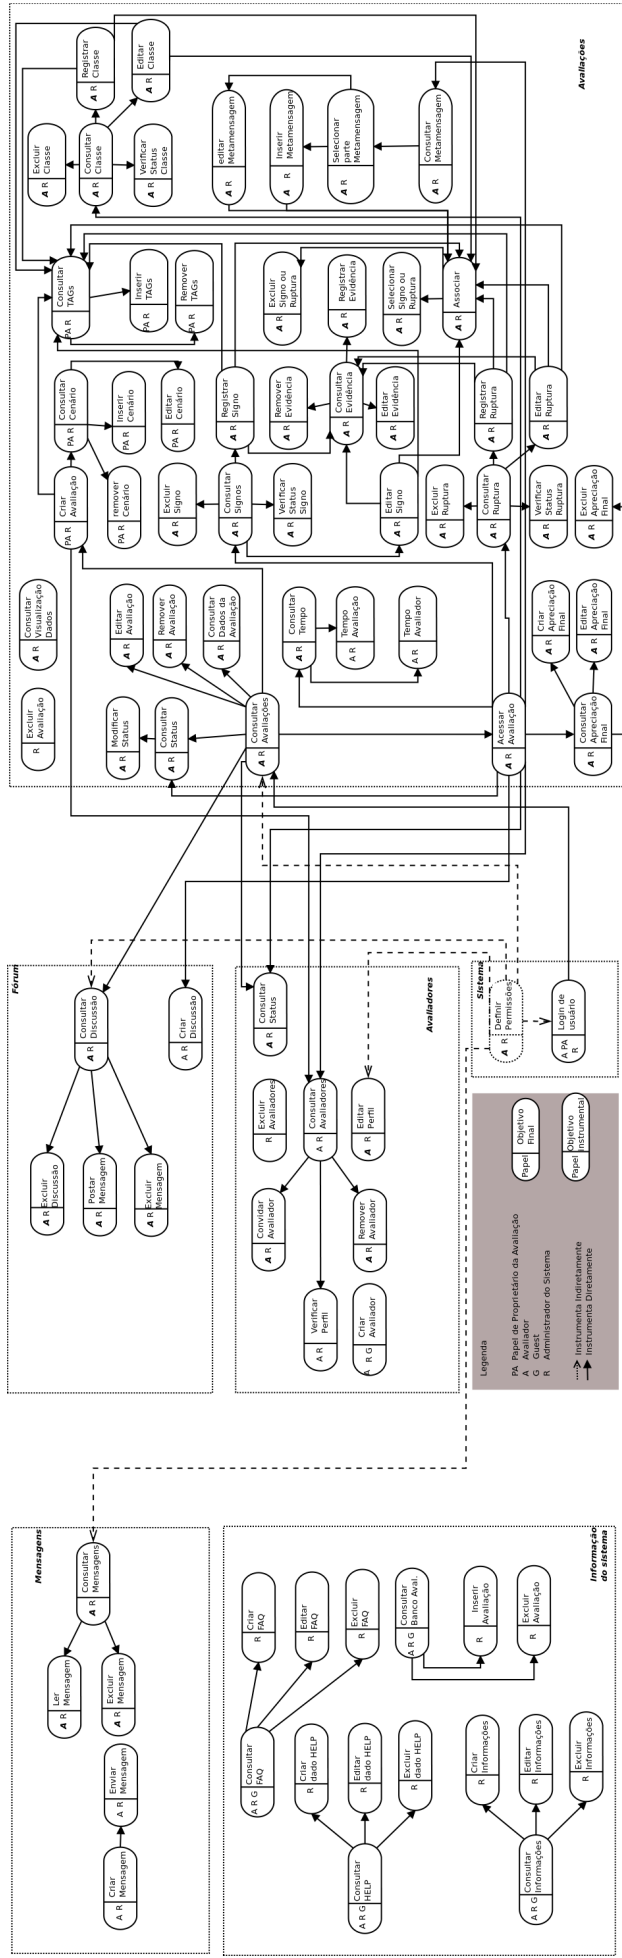 Avaliações
Registrar
Classe
A R
Editar
Classe
A R
Excluir
Classe
A R
Consultar
Classe
A R
Verificar
Status
Classe
A R
editar
Metamensagem
A R
Inserir
Metamensagem
A R
Selecionar
parte
Metamensagem
A R
Consultar
Metamensagem
A R
Consultar
TAGs
PA R
Inserir
TAGs
PA R
Remover
TAGs
PA R
Excluir
Signo ou
Ruptura
A R
Registrar
Evidência
A R
Selecionar
Signo ou
Ruptura
A R
Associar
A R
Consultar
Cenário
PA R
Inserir
Cenário
PA R
Editar
Cenário
PA R
Registrar
Signo
A R
Remover
Evidência
A R
Consultar
Evidência
A R
Editar
Evidência
A R
Registrar
Ruptura
A R
Editar
Ruptura
A R
Criar
Avaliação
PA R
remover
Cenário
PA R
Excluir
Signo
A R
Consultar
Signos
A R
Verificar
Status
Signo
A R
Editar
Signo
A R
Excluir
Ruptura
A R
Consultar
Ruptura
A R
Verificar
Status
Ruptura
A R
Excluir
Apreciação
Final
A R
Consultar
Visualização
Dados
A R
Editar
Avaliação
A R
Remover
Avaliação
A R
Consultar
Dados da
Avaliação
A R
Consultar
Tempo
A R
Tempo
Avaliação
A R
Tempo
Avaliador
A R
Criar
Apreciação
Final
A R
Editar
Apreciação
Final
A R
Excluir
Avaliação
R
Modificar
Status
A R
Consultar
Status
A R
Consultar
Avaliações
A R
Acessar
Avaliação
A R
Consultar
Apreciação
Final
A R
Fórum
Consultar
Discussão
A R
Criar
Discussão
A R
Excluir
Discussão
A R
Postar
Mensagem
A R
Excluir
Mensagem
A R
Avaliadores
Consultar
Status
A R
Excluir
Avaliadores
R
Consultar
Avaliadores
A R
Editar
Perfil
A R
Convidar
Avaliador
A R
Remover
Avaliador
A R
Verificar
Perfil
A R
Criar
Avaliador
A R G
Sistema
Definir
Permissões
A R
Login de
usuário
A PA
R
Legenda
PA Papel de Proprietário da Avaliação
A Avaliador
G Guest
R Administrador do Sistema
Instrumenta Indiretamente
Instrumenta Diretamente
Objetivo
Final
Papel
Objetivo
Instrumental
Papel
Mensagens
Consultar
Mensagens
A R
Ler
Mensagem
A R
Excluir
Mensagem
A R
Enviar
Mensagem
A R
Criar
Mensagem
A R
Informação
do sistema
Criar
FAQ
R
Editar
FAQ
R
Excluir
FAQ
R
Consultar
Banco Aval.
A R G
Inserir
Avaliação
R
Excluir
Avaliação
R
Consultar
FAQ
A R G
Criar
dado HELP
R
Editar
dado HELP
R
Excluir
dado HELP
R
Criar
Informações
R
Editar
Informações
R
Excluir
Informações
R
Consultar
HELP
A R G
Consultar
Informações
A R G